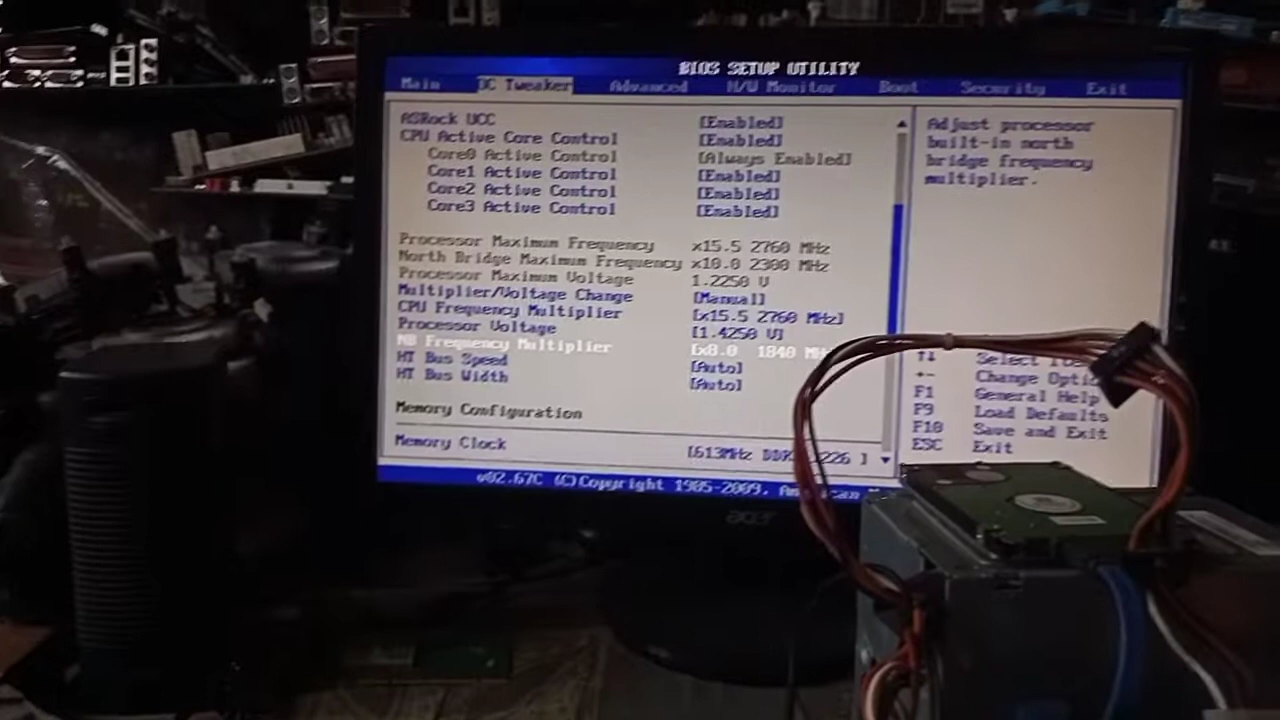 BIOS SETUP UTILITY
Main OC Tweaker Advanced H/W Monitor Boot Security Exit
ASRock UCC [Enabled]
CPU Active Core Control [Enabled]
Core0 Active Control [Always Enabled]
Core1 Active Control [Enabled]
Core2 Active Control [Enabled]
Core3 Active Control [Enabled]
Processor Maximum Frequency x15.5 2760 MHz
North Bridge Maximum Frequency x10.0 2300 MHz
Processor Maximum Voltage 1.2250 V
Multiplier/Voltage Change [Manual]
CPU Frequency Multiplier [x15.5 2760 MHz]
Processor Voltage [1.4250 V]
NB Frequency Multiplier [x8.0 1840
HT Bus Speed [Auto]
HT Bus Width [Auto]
Memory Configuration
Memory Clock [613MHz
Adjust processor
built-in north
bridge frequency
multiplier.
↑↓ Select
+- Change
F1 General Help
F9 Load Defaults
F10 Save and Exit
ESC Exit
v02.67C (C)Copyright 1985-2009,
acer